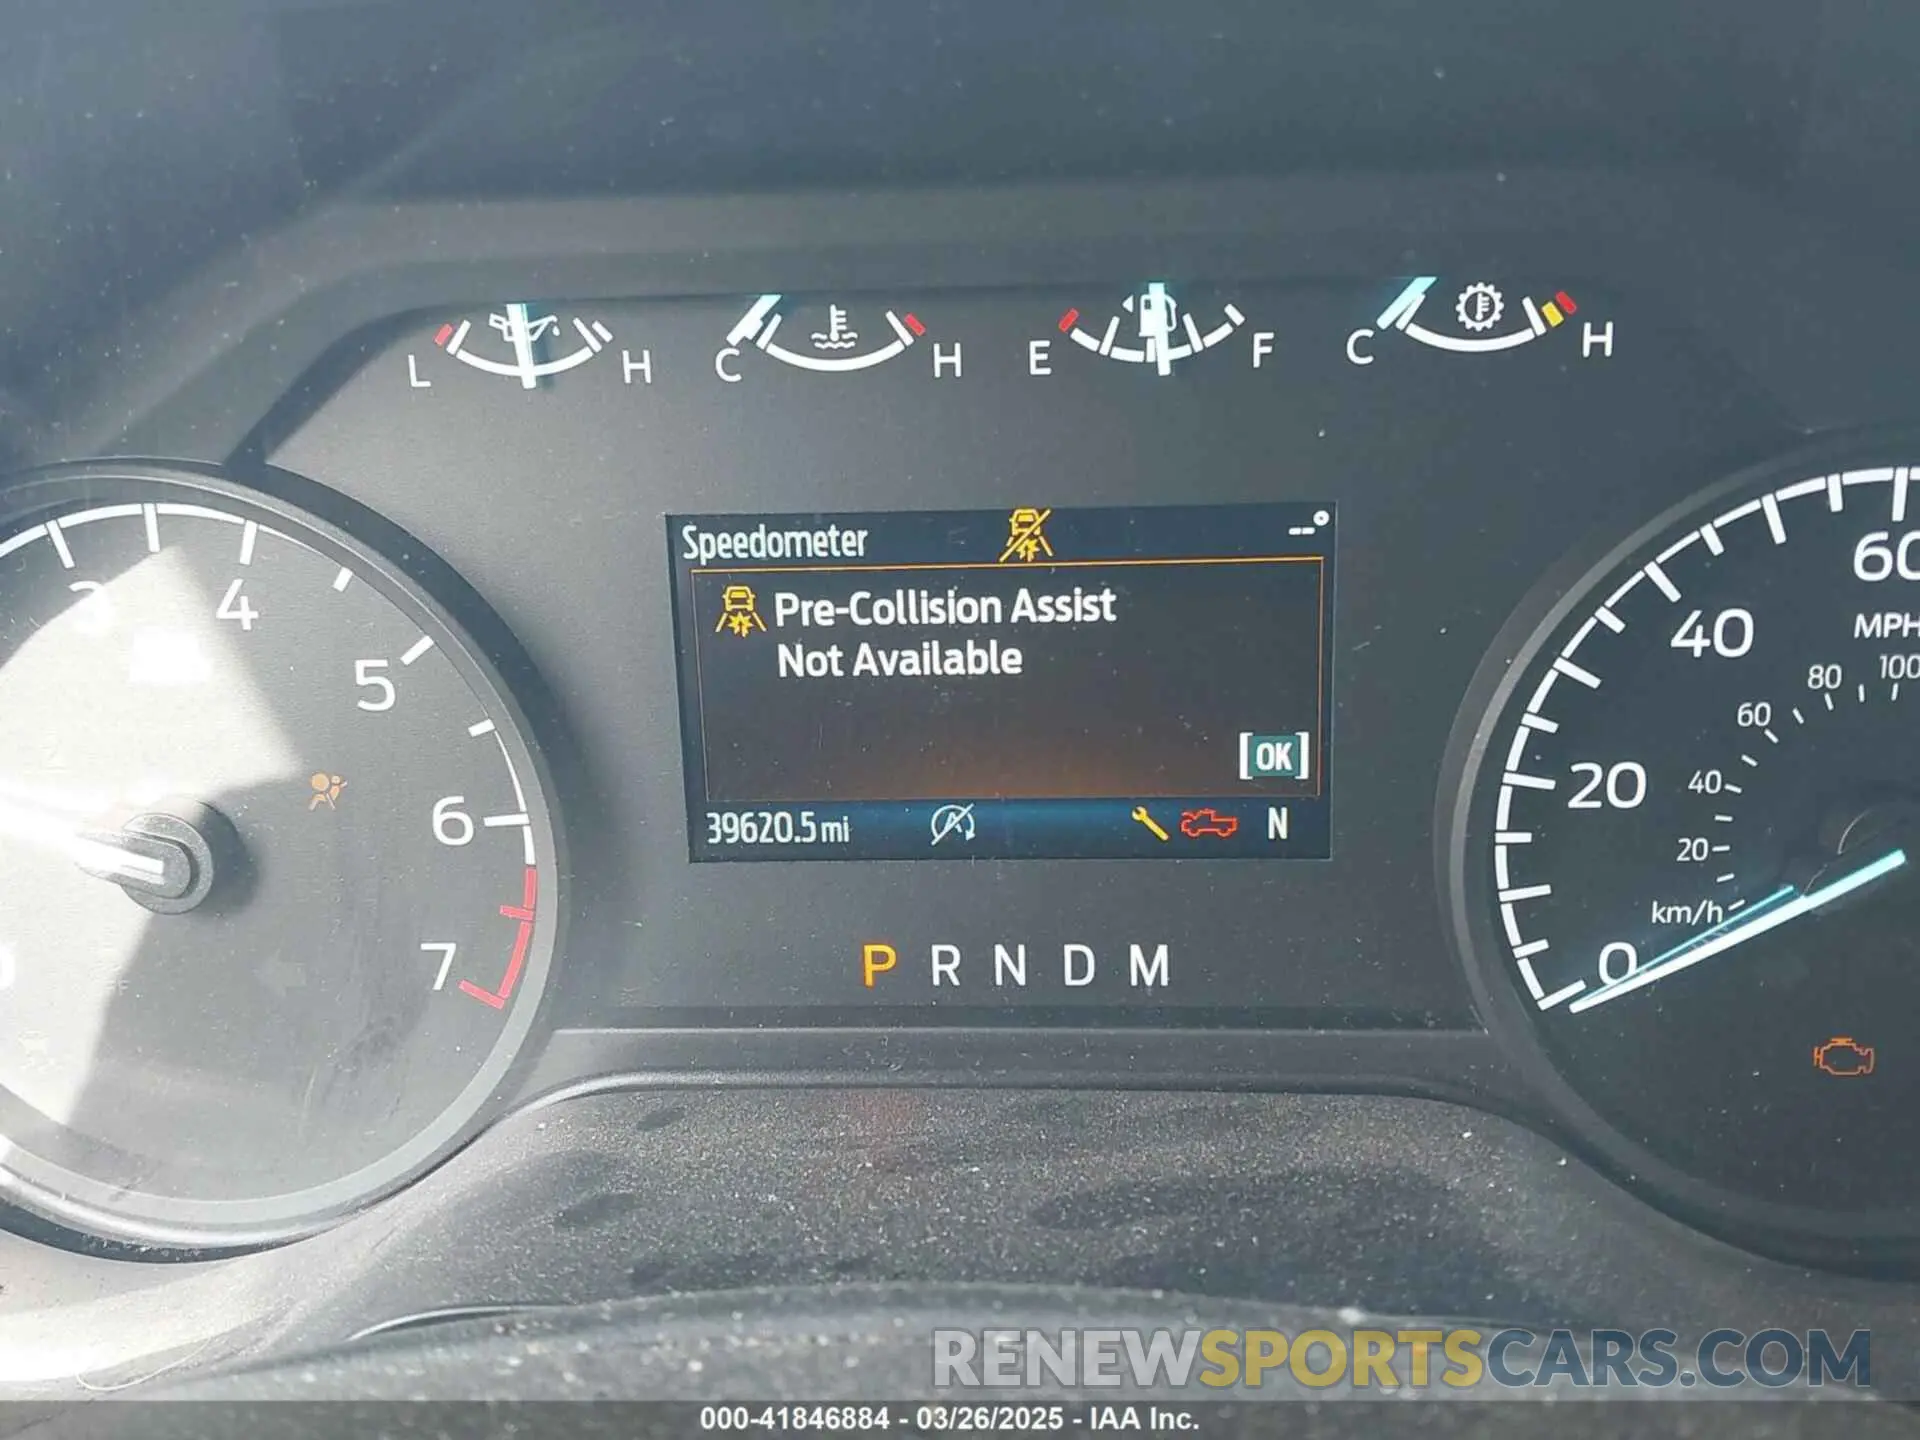 L H C H E F C H
Speedometer --°
Pre-Collision Assist
Not Available
[OK]
39620.5 mi N
P R N D M
3 4 5 6 7
0 20 40 60
MPH
20 40 60 80 100
km/h
RENEWSPORTSCARS.COM
000-41846884 - 03/26/2025 - IAA Inc.